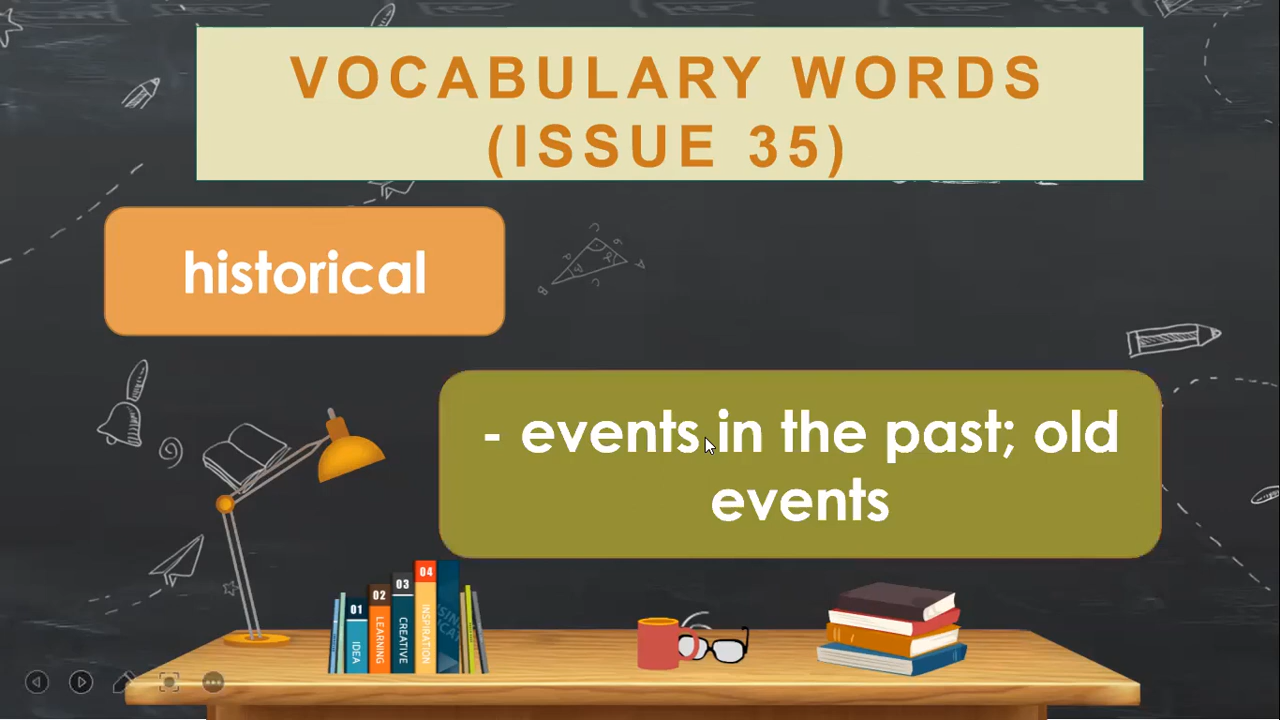 VOCABULARY WORDS
(ISSUE 35)
historical
- events in the past; old
events
01
IDEA
02
LEARNING
03
CREATIVE
04
INSPIRATION